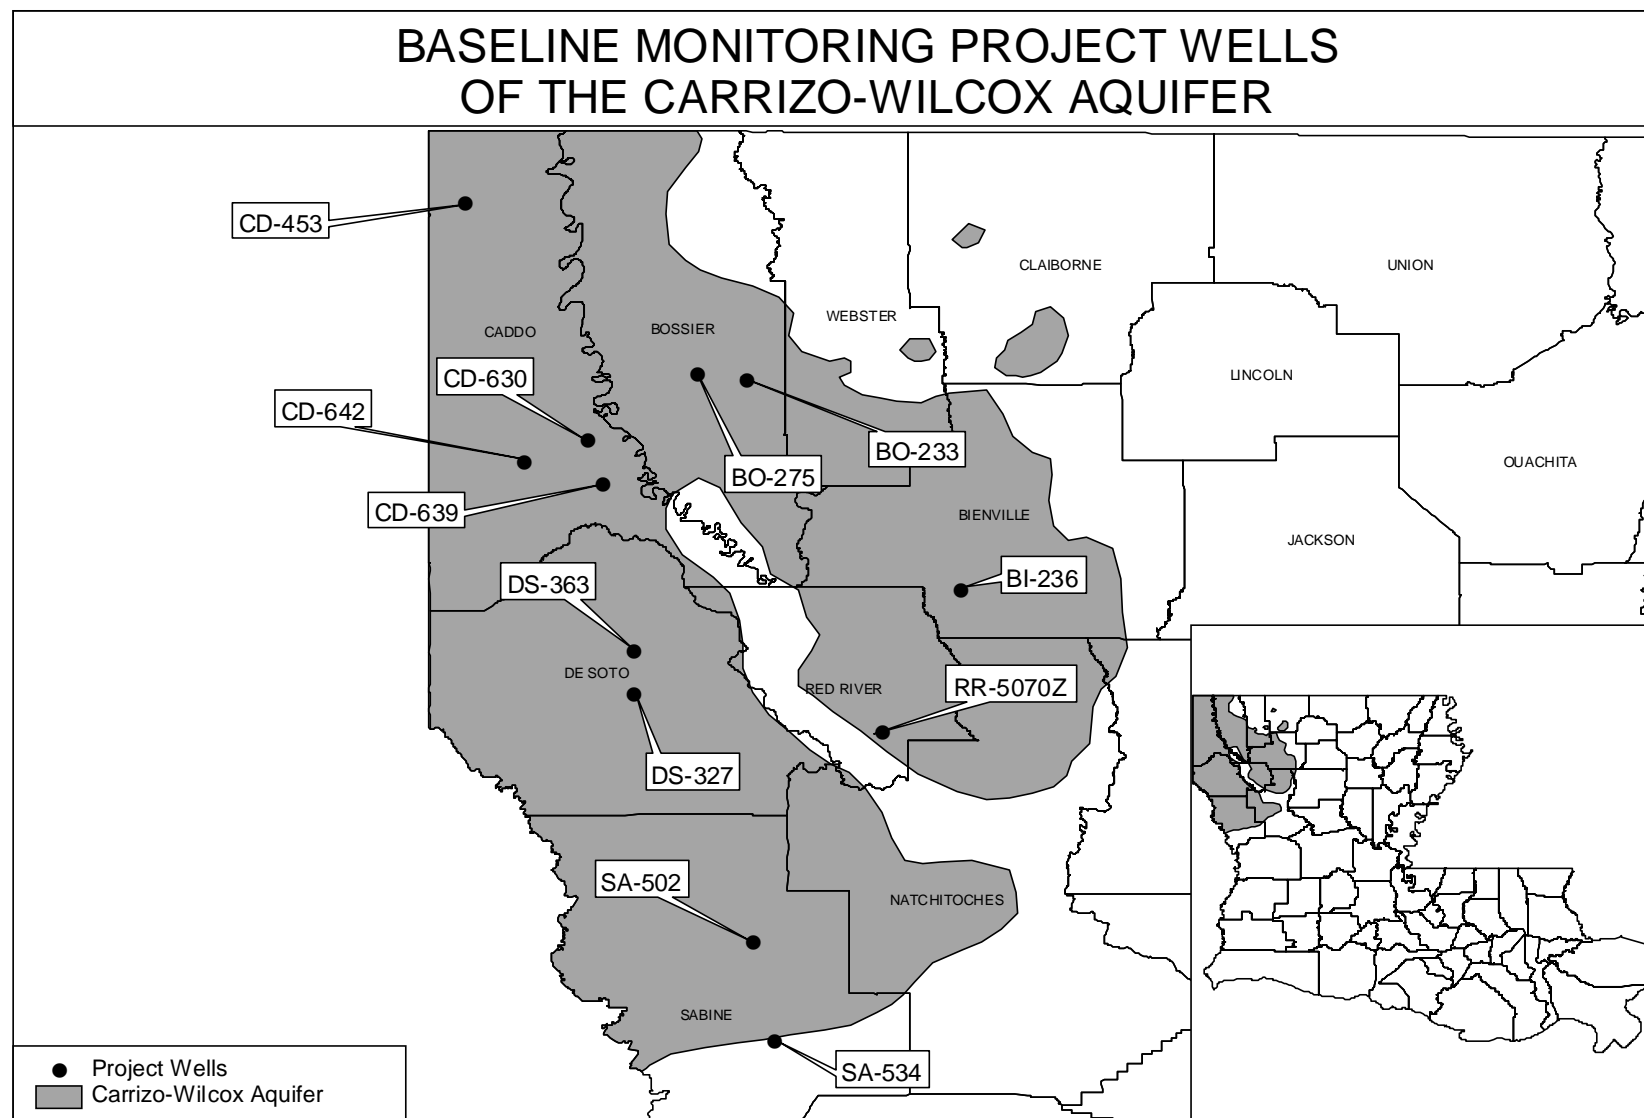 BASELINE MONITORING PROJECT WELLS
OF THE CARRIZO-WILCOX AQUIFER
CD-453
CLAIBORNE
UNION
WEBSTER
CADDO
BOSSIER
CD-630
LINCOLN
CD-642
BO-233
BO-275
OUACHITA
CD-639
BIENVILLE
JACKSON
DS-363
BI-236
DE SOTO
RED RIVER
RR-5070Z
DS-327
SA-502
NATCHITOCHES
SABINE
SA-534
Project Wells
Carrizo-Wilcox Aquifer